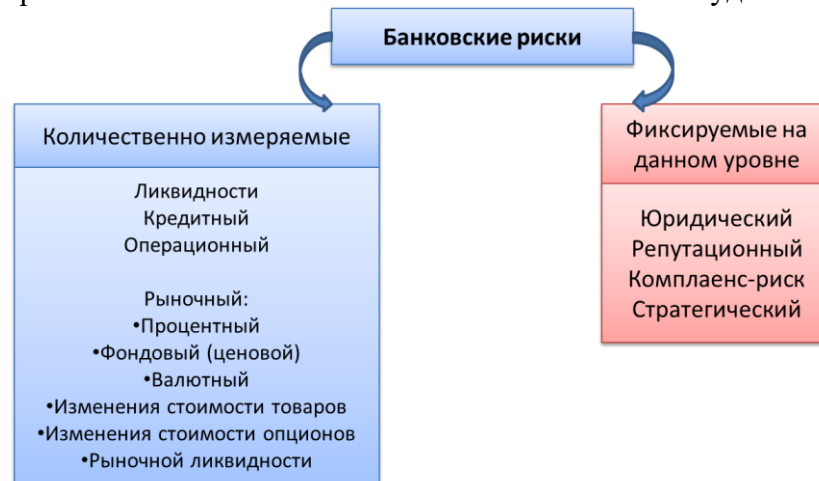 Банковские риски
Количественно измеряемые
Ликвидности
Кредитный
Операционный
Рыночный:
•Процентный
•Фондовый (ценовой)
•Валютный
•Изменения стоимости товаров
•Изменения стоимости опционов
•Рыночной ликвидности
Фиксируемые на
данном уровне
Юридический
Репутационный
Комплаенс-риск
Стратегический